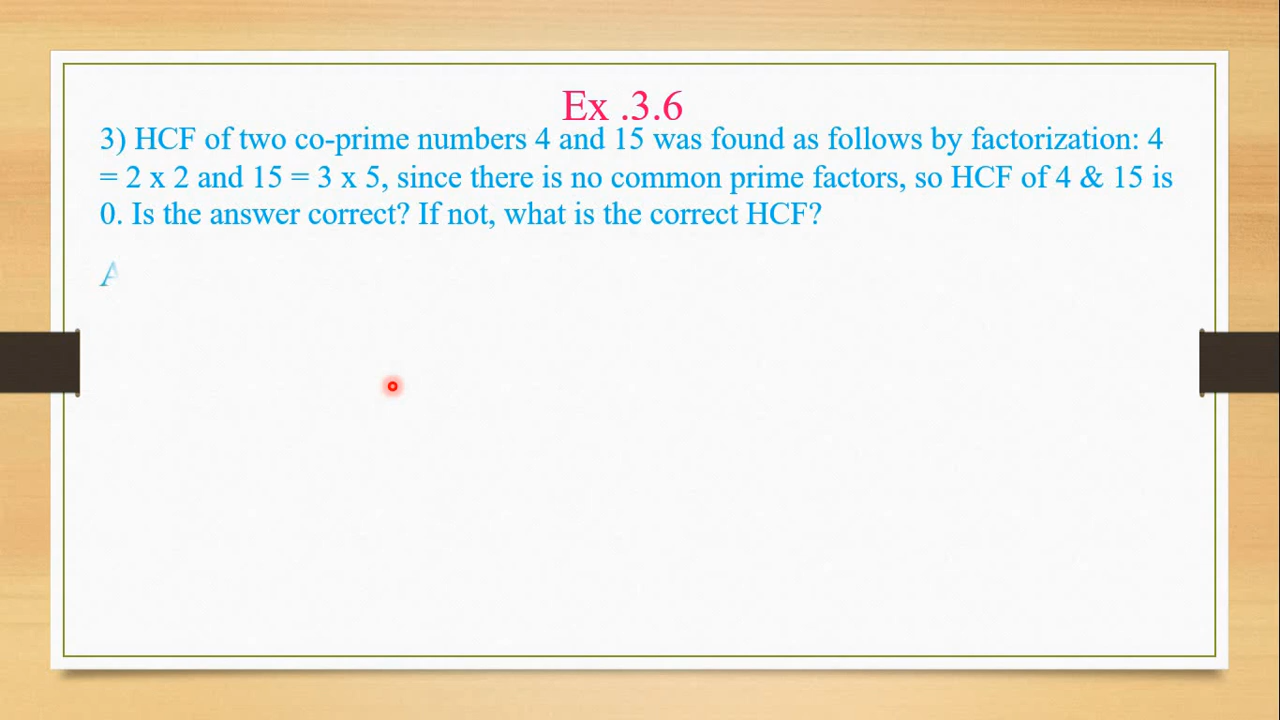 Ex .3.6
3) HCF of two co-prime numbers 4 and 15 was found as follows by factorization: 4
= 2 x 2 and 15 = 3 x 5, since there is no common prime factors, so HCF of 4 & 15 is
0. Is the answer correct? If not, what is the correct HCF?
A